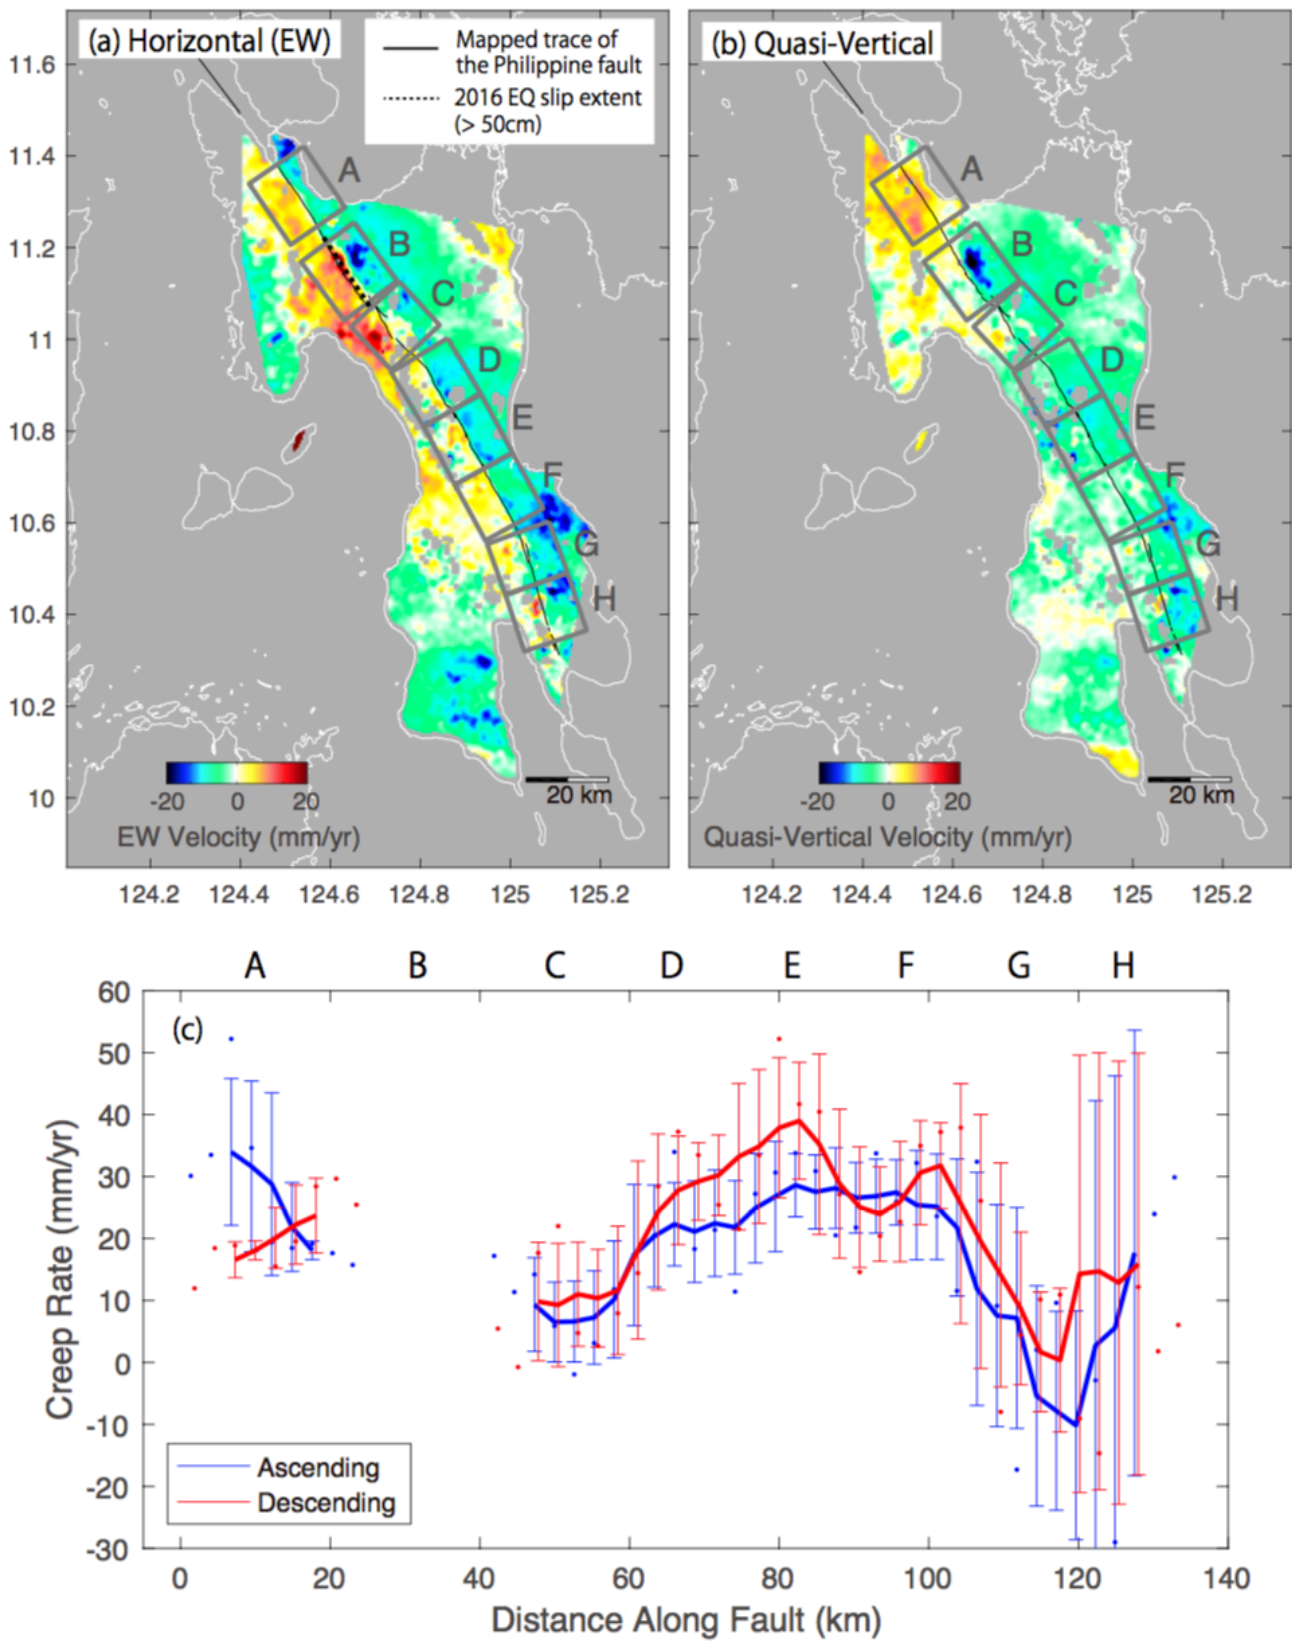 (a) Horizontal (EW)
Mapped trace of
the Philippine fault
2016 EQ slip extent
(> 50cm)
A
B
C
D
E
F
G
H
11.6
11.4
11.2
11
10.8
10.6
10.4
10.2
10
-20
0
20
EW Velocity (mm/yr)
20 km
124.2
124.4
124.6
124.8
125
125.2
(b) Quasi-Vertical
A
B
C
D
E
F
G
H
-20
0
20
Quasi-Vertical Velocity (mm/yr)
20 km
124.2
124.4
124.6
124.8
125
125.2
A B C D E F G H
(c)
60
50
40
30
20
10
0
-10
-20
-30
Creep Rate (mm/yr)
Ascending
Descending
0 20 40 60 80 100 120 140
Distance Along Fault (km)